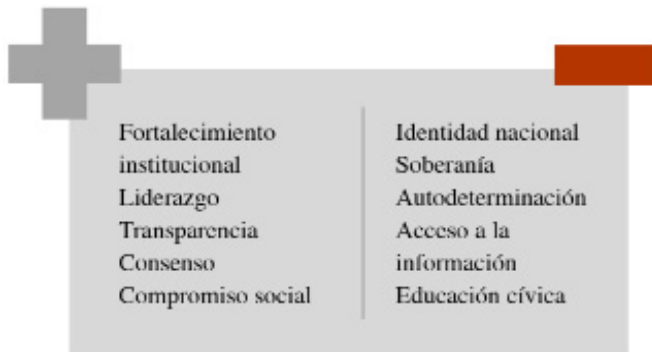 Fortalecimiento
institucional
Liderazgo
Transparencia
Consenso
Compromiso social
Identidad nacional
Soberanía
Autodeterminación
Acceso a la
información
Educación cívica